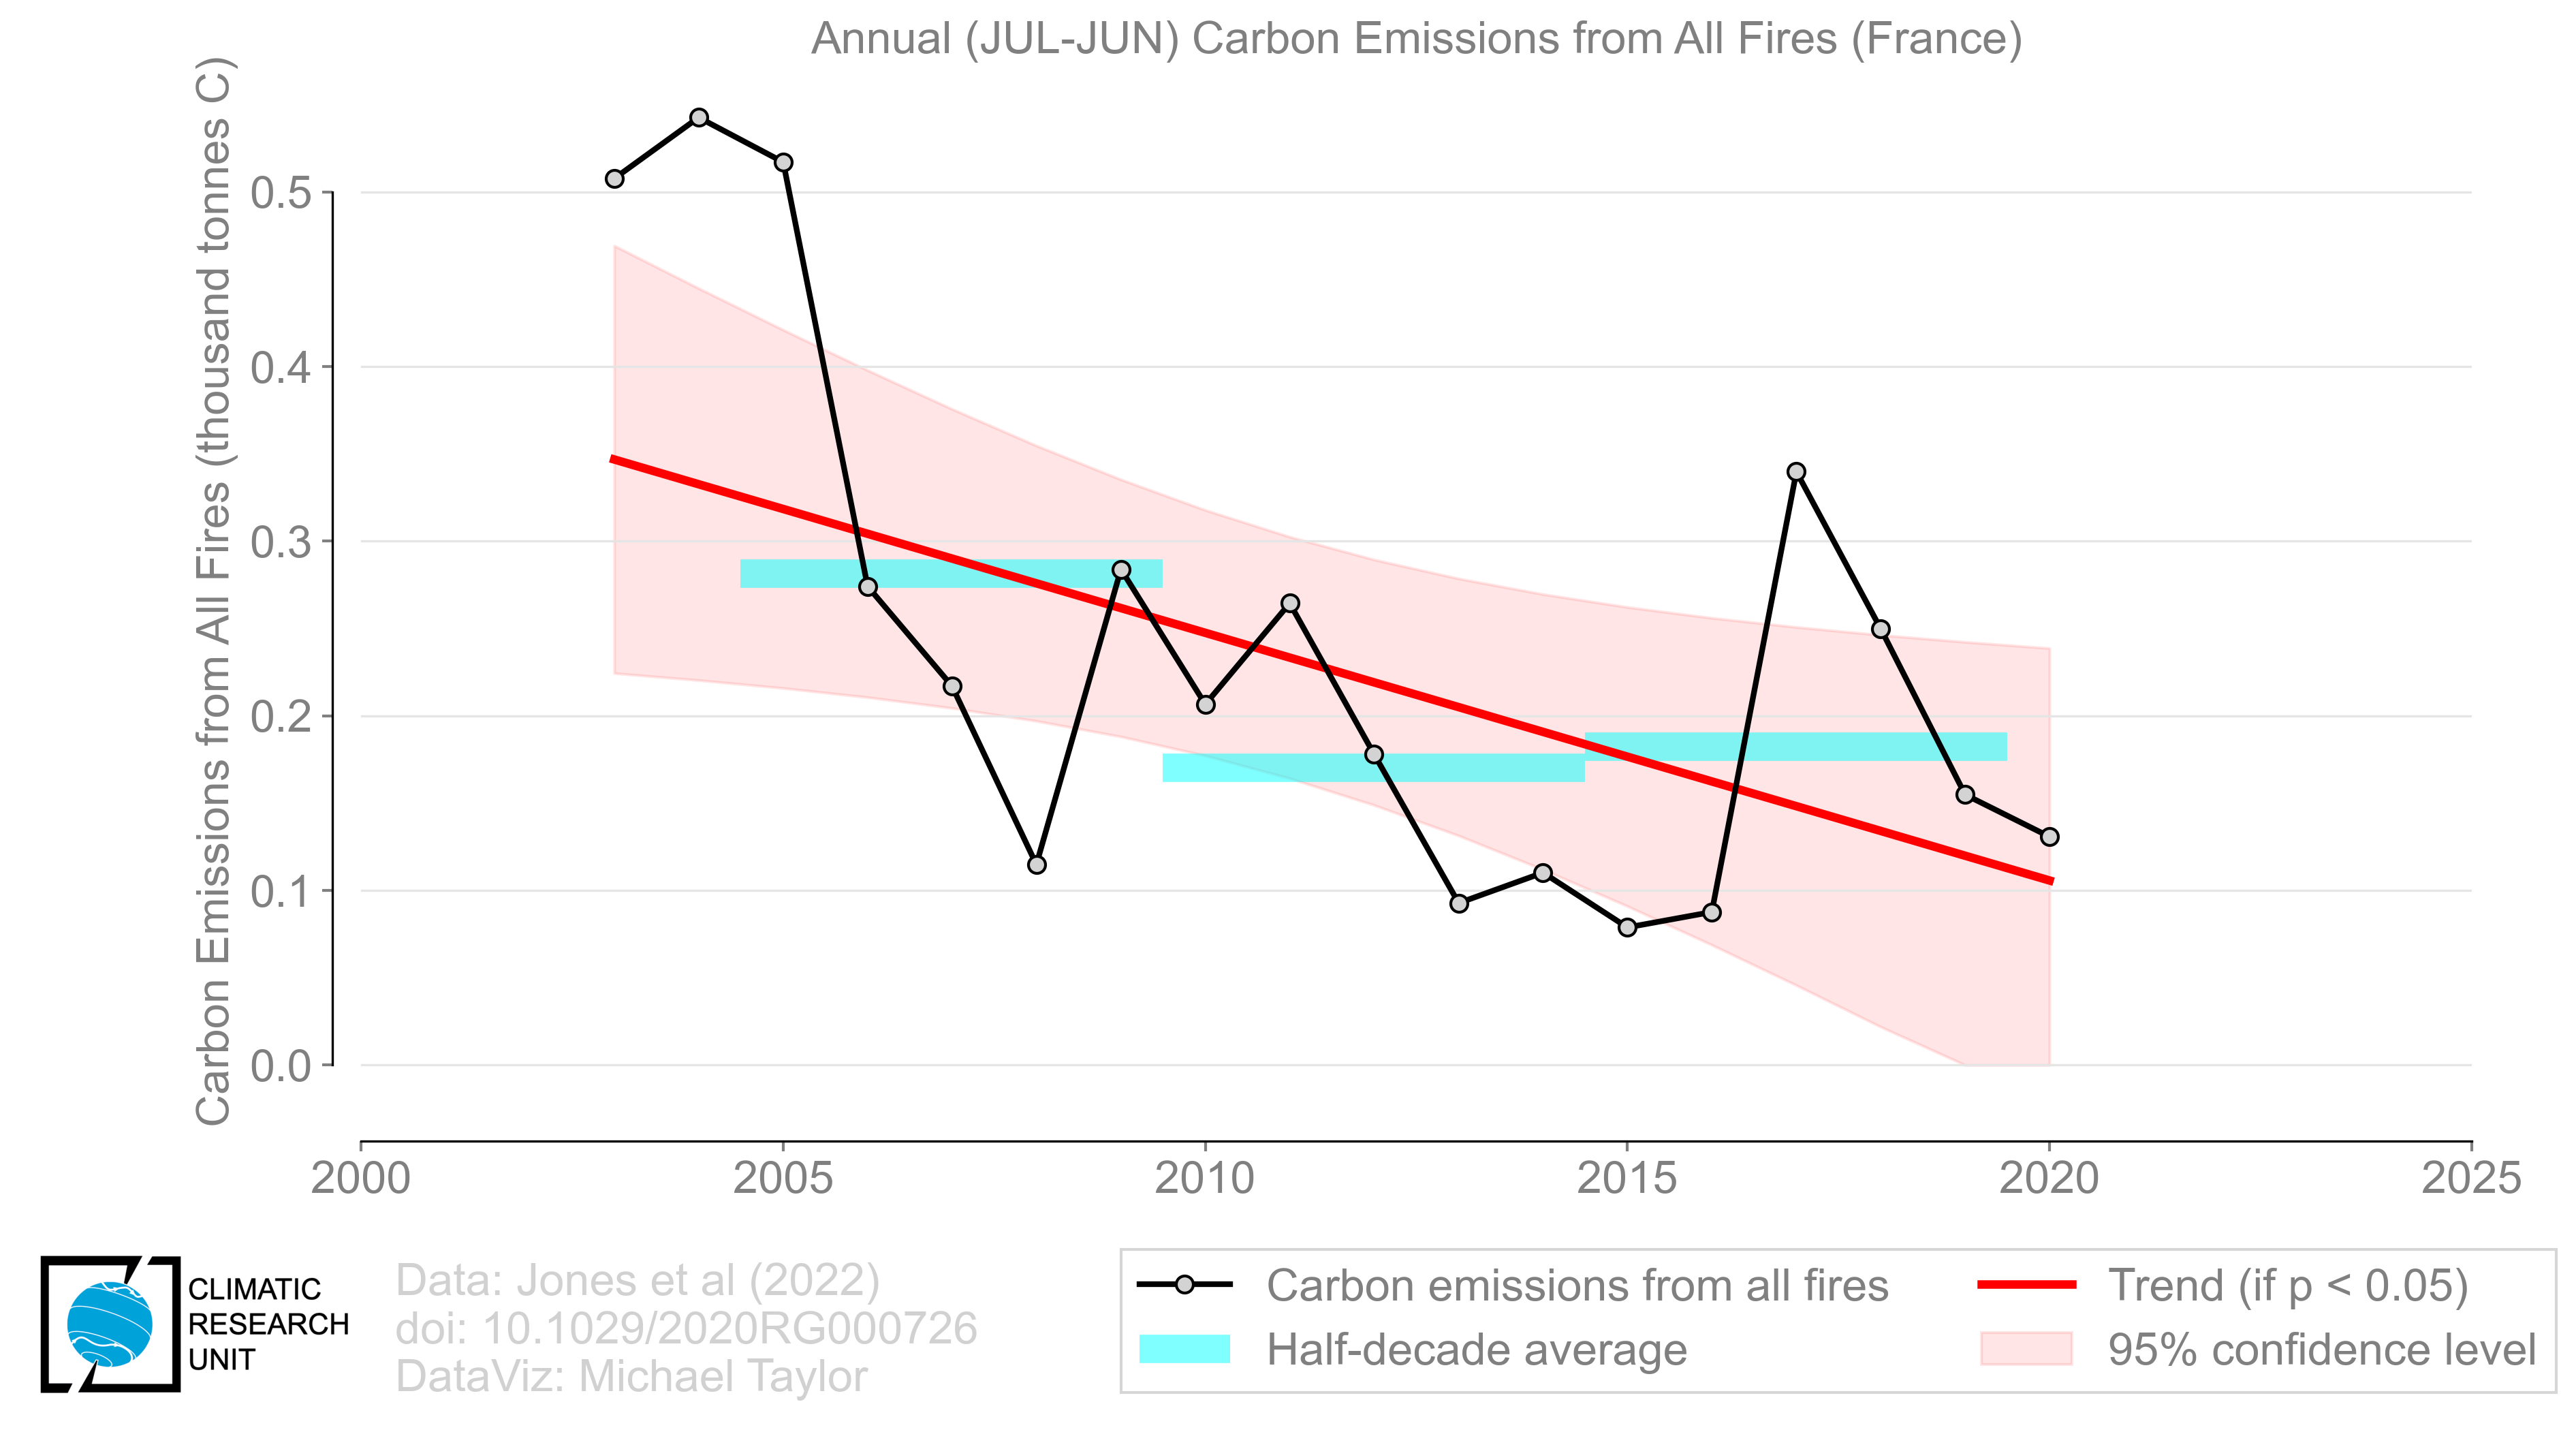 Annual (JUL-JUN) Carbon Emissions from All Fires (France)
Carbon Emissions from All Fires (thousand tonnes C)
0.5
0.4
0.3
0.2
0.1
0.0
2000 2005 2010 2015 2020 2025
CLIMATIC
RESEARCH
UNIT
Data: Jones et al (2022)
doi: 10.1029/2020RG000726
DataViz: Michael Taylor
Carbon emissions from all fires
Half-decade average
Trend (if p < 0.05)
95% confidence level